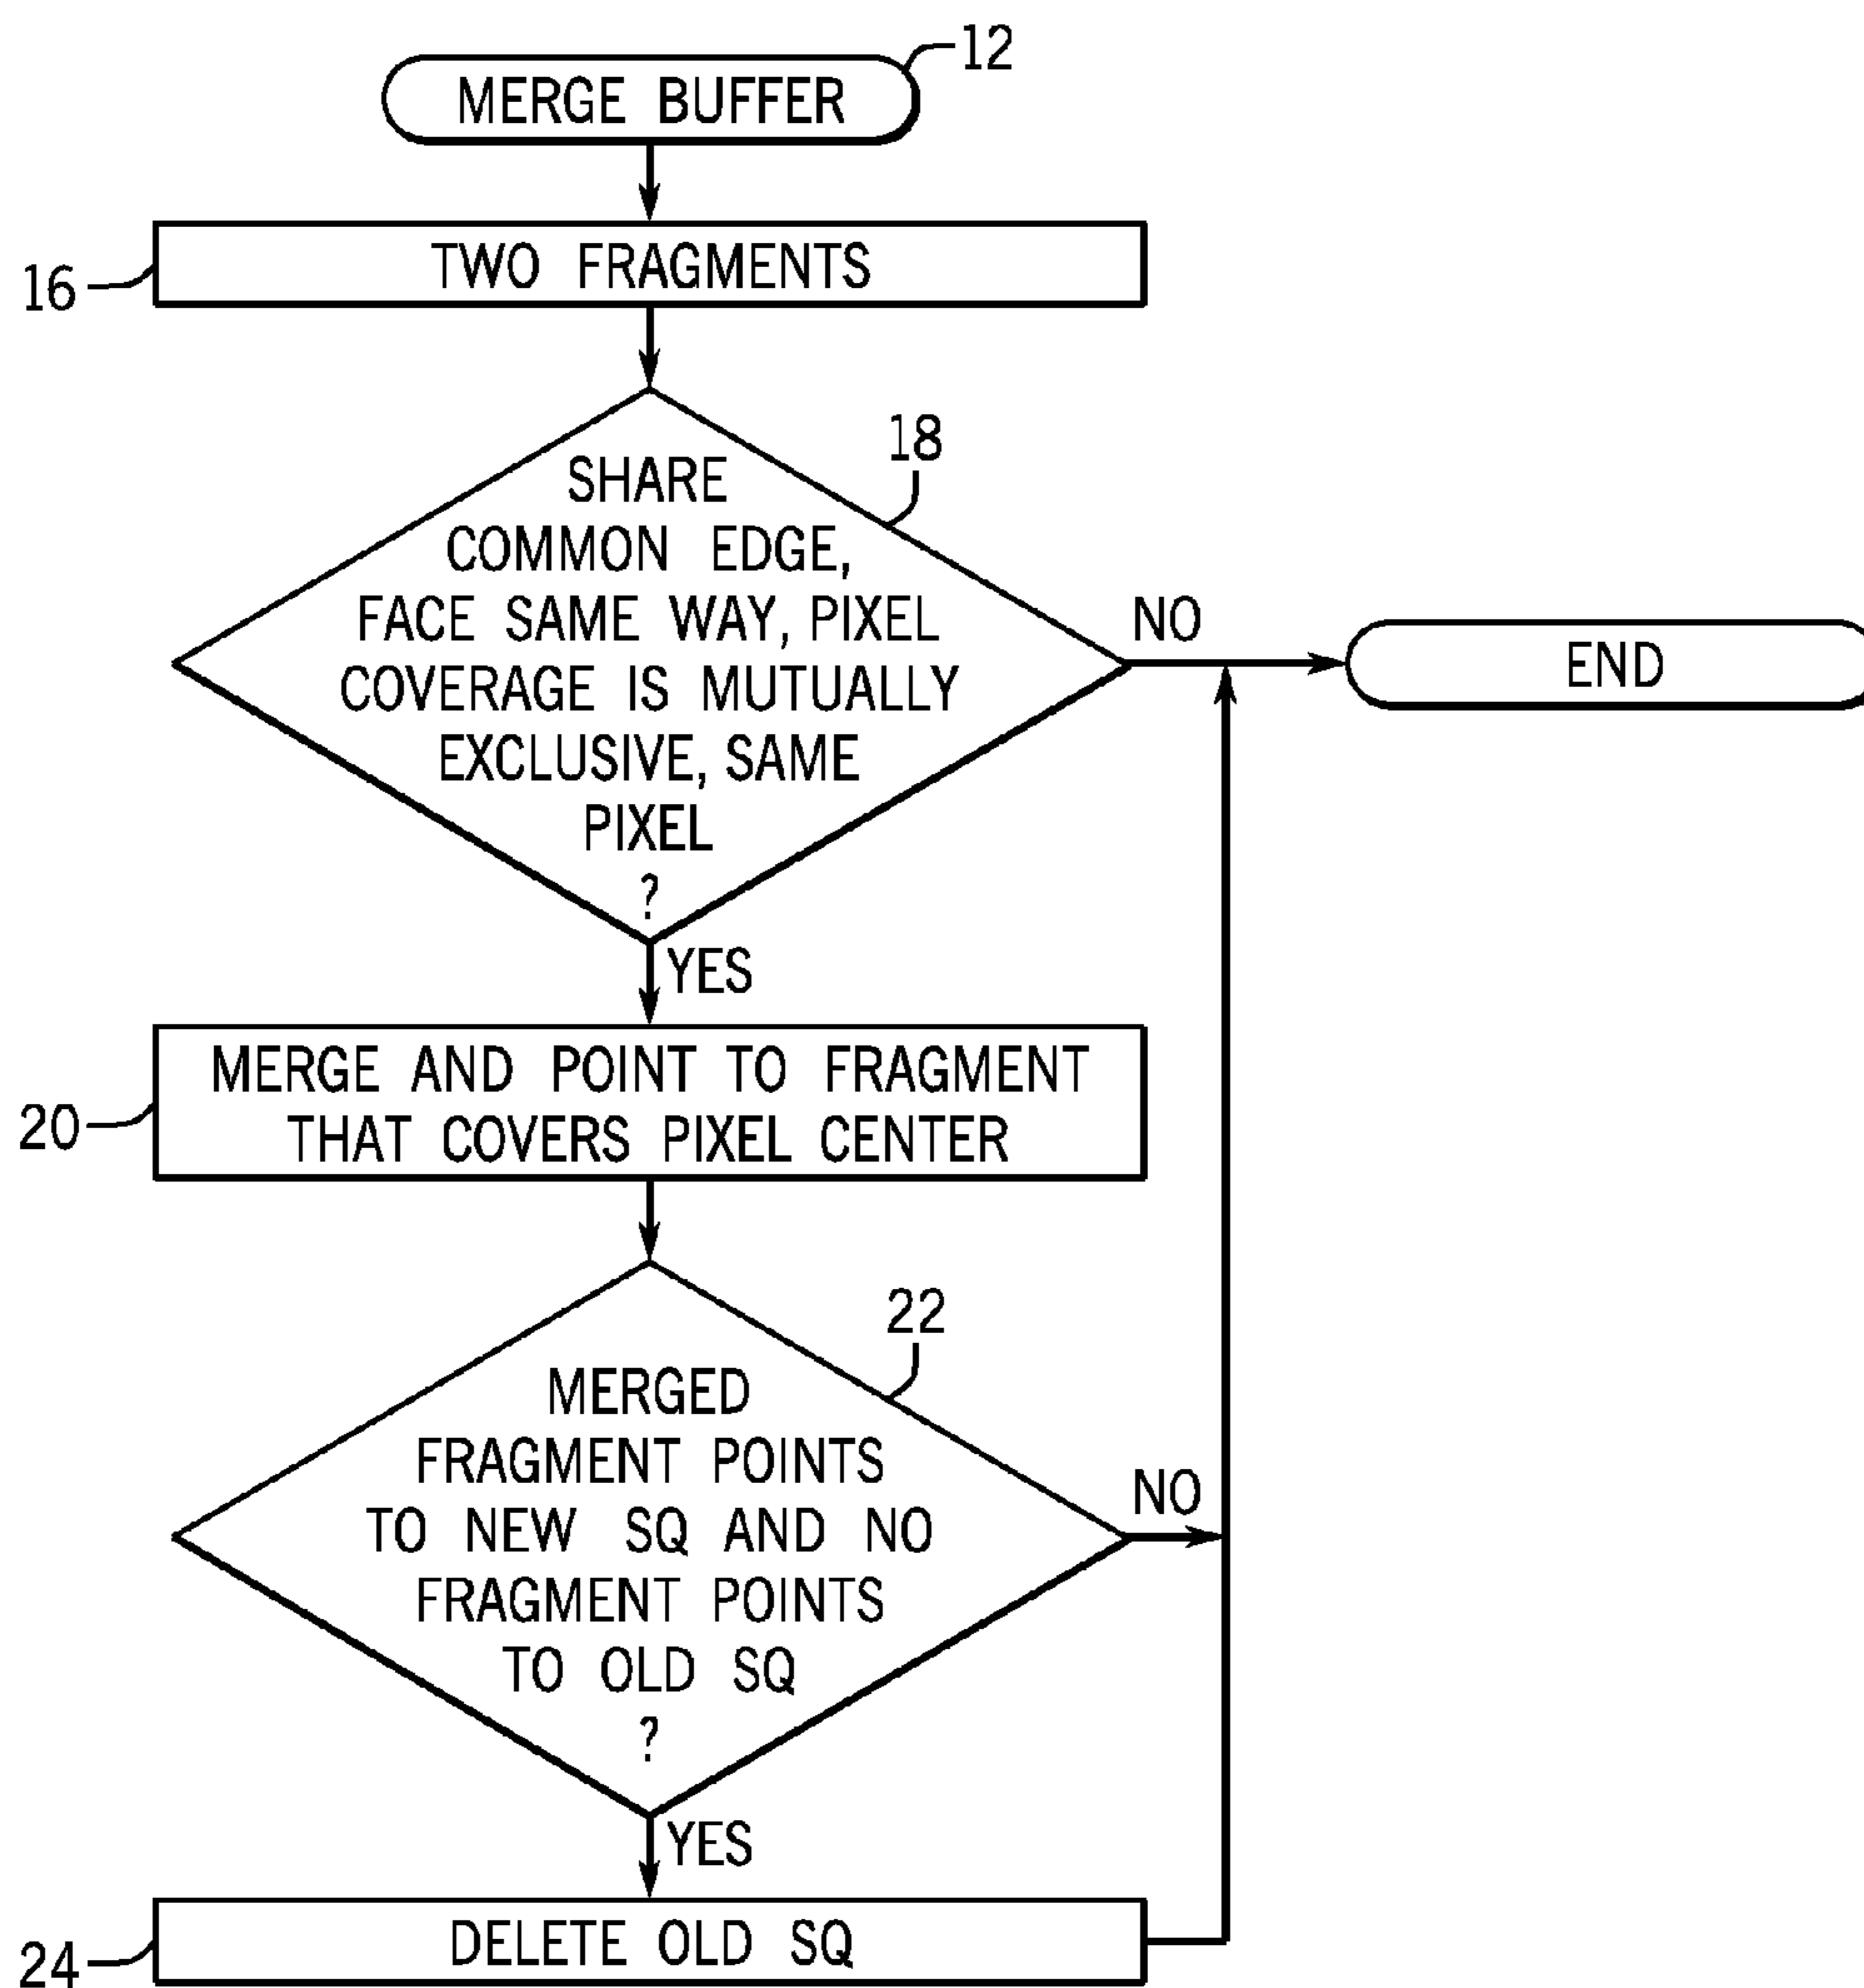 12
MERGE BUFFER
16
TWO FRAGMENTS
18
SHARE
COMMON EDGE,
FACE SAME WAY, PIXEL
COVERAGE IS MUTUALLY
EXCLUSIVE, SAME
PIXEL
?
NO
END
YES
20
MERGE AND POINT TO FRAGMENT
THAT COVERS PIXEL CENTER
22
MERGED
FRAGMENT POINTS
TO NEW SQ AND NO
FRAGMENT POINTS
TO OLD SQ
?
NO
YES
24
DELETE OLD SQ